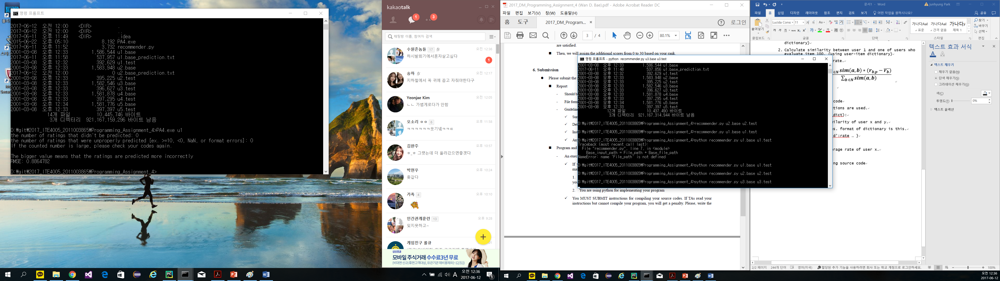 명령 프롬프트
2017-06-12 오전 12:00 <DIR> .
2017-06-12 오전 12:00 <DIR> ..
2017-06-11 오후 11:49 <DIR> .idea
2015-06-22 오후 05:10 8,192 PA4.exe
2017-06-11 오후 11:52 3,732 recommender.py
2001-03-08 오후 12:33 1,586,544 u1.base
2017-06-11 오후 11:58 537,957 u1.base_prediction.txt
2001-03-08 오후 12:32 392,629 u1.test
2001-03-08 오후 12:33 1,583,948 u2.base
2017-06-12 오전 12:00 0 u2.base_prediction.txt
2001-03-08 오후 12:33 395,225 u2.test
2001-03-08 오후 12:33 1,582,546 u3.base
2001-03-08 오후 12:33 396,627 u3.test
2001-03-08 오후 12:33 1,581,878 u4.base
2001-03-08 오후 12:33 397,295 u4.test
2001-03-08 오후 12:34 1,581,776 u5.base
2001-03-08 오후 12:33 397,397 u5.test
14개 파일 10,445,746 바이트
3개 디렉터리 921,167,159,296 바이트 남음
D:\git\2017_ITE4005_2011003865\Programming_Assignment_4>PA4.exe u1
the number of ratings that didn't be predicted: 0
the number of ratings that were unproperly predicted [ex. >=10, <0, NaN, or format errors]: 0
If the counted number is large, please check your codes again.
The bigger value means that the ratings are predicted more incorrectly
RMSE: 0.8864782
D:\git\2017_ITE4005_2011003865\Programming_Assignment_4>
kakaotalk
1
3
채팅방 이름, 참여자 검색
수원촌놈들 17 오전 12:36
하시발회기에서혼자살고싶다 1
송하 오전 12:17
지하철에서 꼭 귀에 꼽고 자줘야한다구
Yeonjae Kim 오전 12:05
ㄴㄴ 가볍게로다가 안함
오소리 ㅇㅇ 6 오후 11:58
ㅋㅋㅋㅋㅋㅋ웃기넼ㅋㅋㅌ
김완주 오후 10:57
ㅎ_ㅎ 그랫는데 더 올라갔으면좋겟다
박현우 오후 10:24
좆같다
가족 4 오후 10:10
인간관계훈련 13 오후 9:28
잊지못하고~
게임친구 롤큐
삼성증권
모바일 주식거래 수수료3년 무료
(비대면 신규/휴면고객대상, 유관기관 제비용제외(~12/31))
오전 12:36
2017-06-12
2017_DM_Programming_Assignment_4 (Wan D. Bae).pdf - Adobe Acrobat Reader DC
파일 편집 보기(V) 창(W) 도움말(H)
홈 도구 2017_DM_Program... 로그인
3 / 4 80.1%
are satisfied.
Then, we will assign the additional scores from 0 to 30 based on your rank.
6. Submission
Please submit the
Report
Should b
File form
Guideline
Sum
Det
Inst
Any
Program and
An exec
If y
mal
1.
you
2. You are using python for implementing your program
You MUST SUBMIT instructions for compiling your source codes. If TAs read your
instructions but cannot compile your program, you will get a penalty. Please, write the
명령 프롬프트 - python recommender.py u3.base u3.test
2001-03-08 오후 12:33 1,586,544 u1.base
2017-06-11 오후 11:48 537,856 u1.base_prediction.txt
2001-03-08 오후 12:32 392,629 u1.test
2001-03-08 오후 12:33 1,583,948 u2.base
2001-03-08 오후 12:33 395,225 u2.test
2001-03-08 오후 12:33 1,582,546 u3.base
2001-03-08 오후 12:33 396,627 u3.test
2001-03-08 오후 12:33 1,581,878 u4.base
2001-03-08 오후 12:33 397,295 u4.test
2001-03-08 오후 12:34 1,581,776 u5.base
2001-03-08 오후 12:33 397,397 u5.test
12개 파일 10,437,490 바이트
3개 디렉터리 921,167,314,944 바이트 남음
D:\git\2017_ITE4005_2011003865\Programming_Assignment_4>recommender.py u2.base u2.test
D:\git\2017_ITE4005_2011003865\Programming_Assignment_4>recommender.py u1.base u1.test
D:\git\2017_ITE4005_2011003865\Programming_Assignment_4>python recommender.py u1.base u1.test
Traceback (most recent call last):
File "recommender.py", line 7, in <module>
Base_input_path = File_path + Base_file_path
NameError: name 'File_path' is not defined
D:\git\2017_ITE4005_2011003865\Programming_Assignment_4>python recommender.py u1.base u1.test
D:\git\2017_ITE4005_2011003865\Programming_Assignment_4>python recommender.py u2.base u2.test
D:\git\2017_ITE4005_2011003865\Programming_Assignment_4>python recommender.py u3.base u3.test
문서1 - Word
Junhyung Park
파일 홈 삽입 디자인 레이아웃 참조 편지 검토 보기 어떤 작업을 원하시나요? 공유
붙여넣기
Lucida Consc 11
가나다AaI 가나다AaI 가나다
표준 간격 없음 제목 1
찾기
바꾸기
선택
클립보드 글꼴 단락 스타일 편집
dictionary)
2. Calculate similarity between user 1 and one of users who
evaluate item 100. (using user-item dictionary)
rate.
∈N sim(a, b) * (r b,p − r b)
∑ b∈N sim(a, b)
code
ctions are used.
dict):
milarity of user x and y.
es. format of dictionary is this.
d':rate … }
erage rate of user x.
ng source code
텍스트 효과 서식
텍스트 채우기
채우기 없음(N)
단색 채우기(S)
그라데이션 채우기(G)
색(C)
투명도(T) 0%
텍스트 윤곽선
2/2 페이지 244개 단어 영어(미국) 할당된 추가 기능을 사용하려면 회사 또는 학교 계정으로 로그인하세요. 100%
오전 12:36
2017-06-12